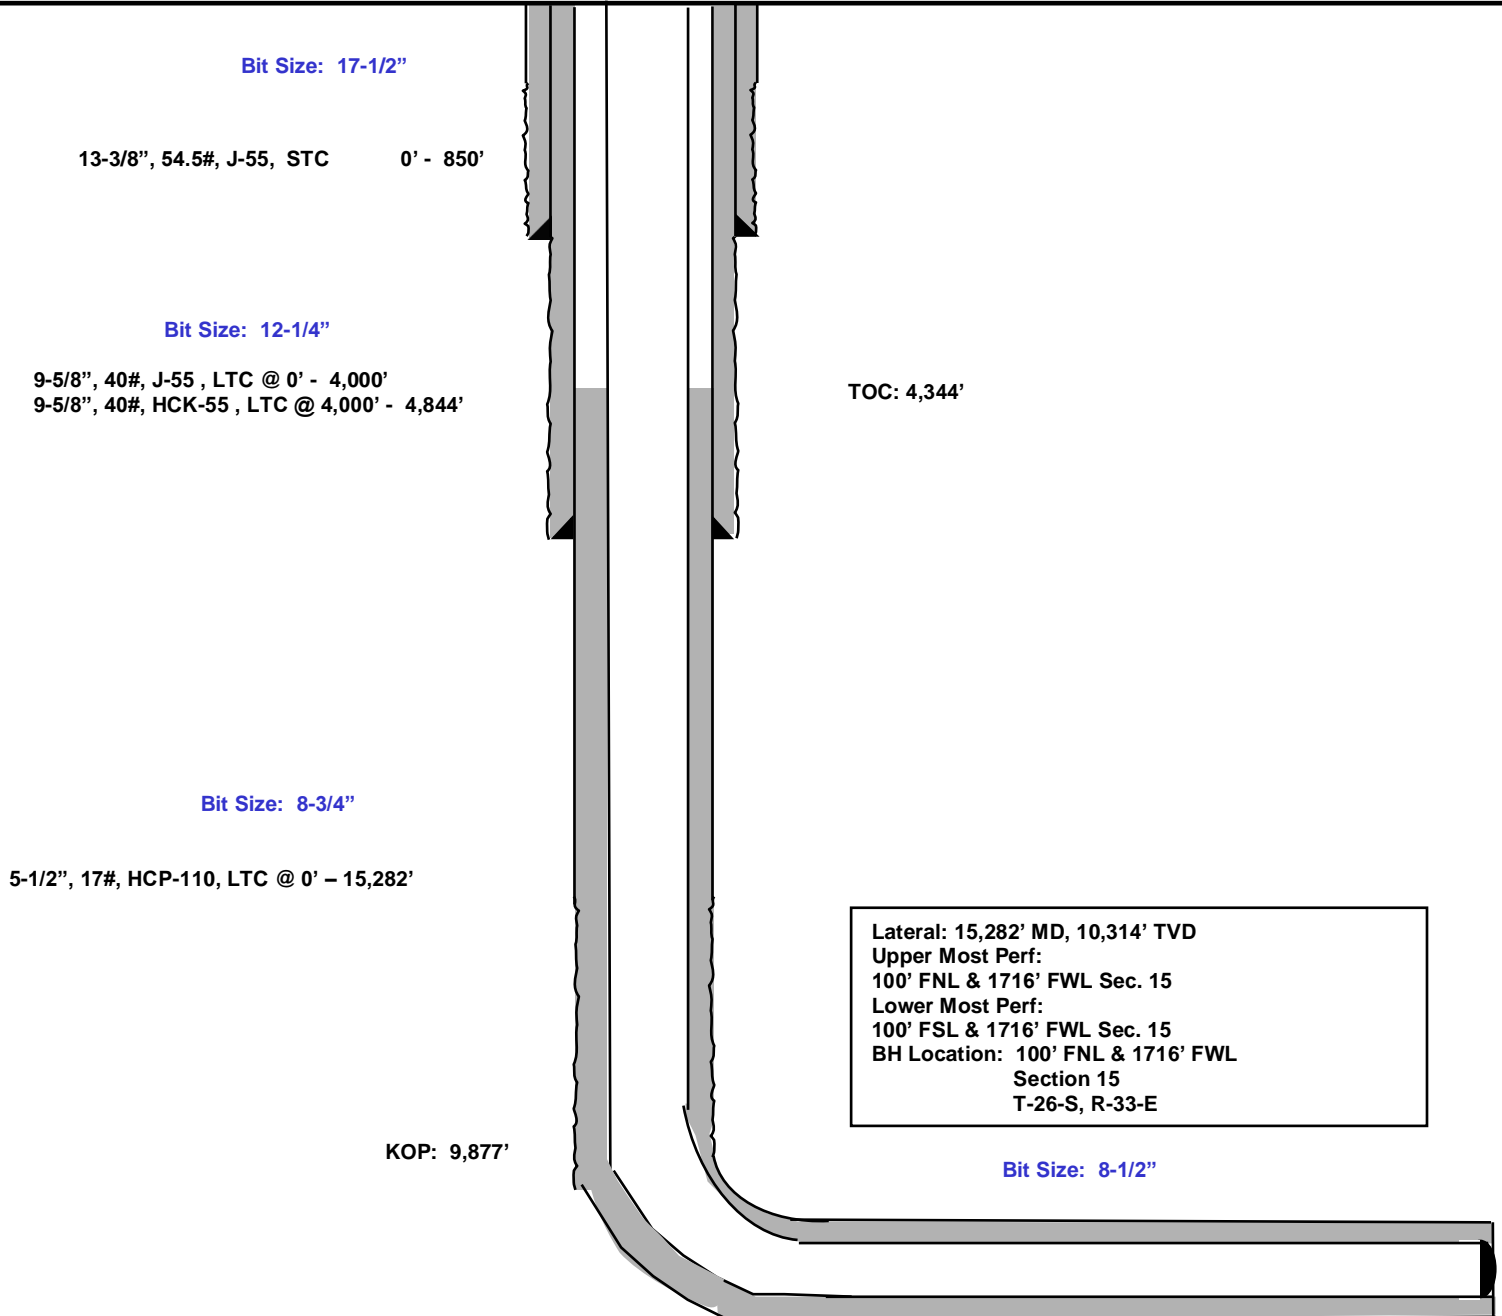 Bit Size: 17-1/2”
13-3/8”, 54.5#, J-55, STC 0’ - 850’
Bit Size: 12-1/4”
9-5/8”, 40#, J-55 , LTC @ 0’ - 4,000’
9-5/8”, 40#, HCK-55 , LTC @ 4,000’ - 4,844’
TOC: 4,344’
Bit Size: 8-3/4”
5-1/2”, 17#, HCP-110, LTC @ 0’ – 15,282’
Lateral: 15,282’ MD, 10,314’ TVD
Upper Most Perf:
100’ FNL & 1716’ FWL Sec. 15
Lower Most Perf:
100’ FSL & 1716’ FWL Sec. 15
BH Location: 100’ FNL & 1716’ FWL
Section 15
T-26-S, R-33-E
KOP: 9,877’
Bit Size: 8-1/2”